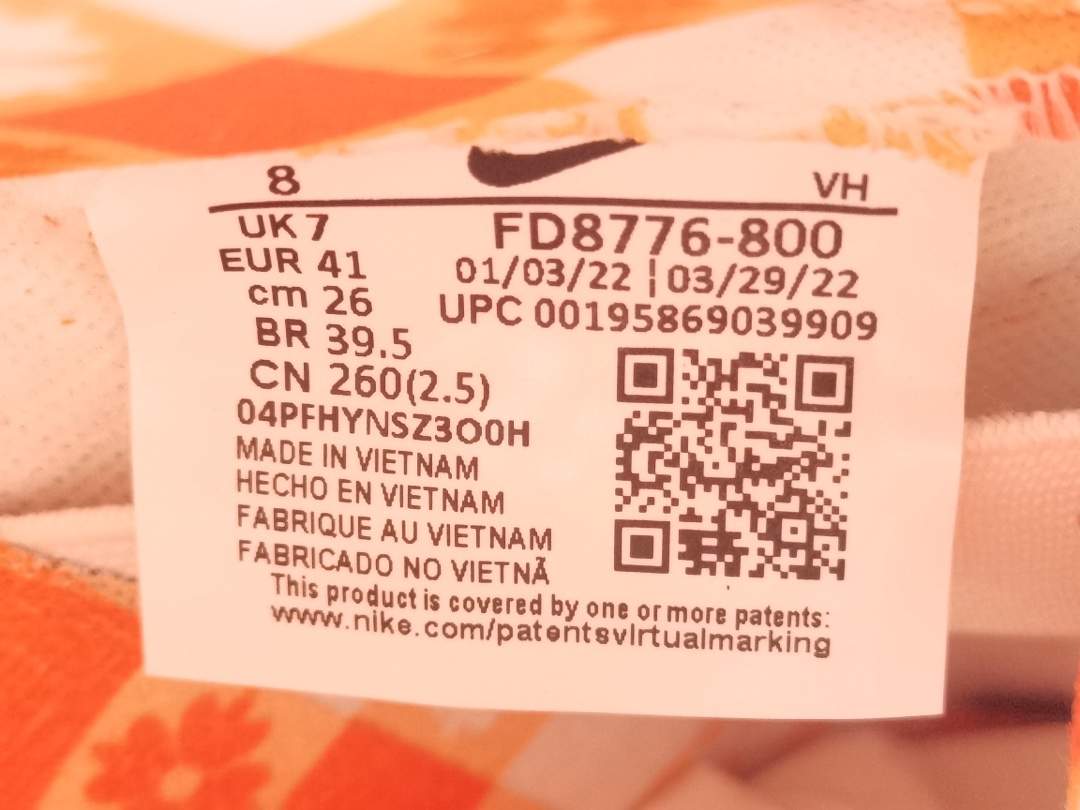 8
VH
UK 7
FD8776-800
EUR 41
01/03/22 | 03/29/22
cm 26
UPC 00195869039909
BR 39.5
CN 260(2.5)
04PFHYNSZ3O0H
MADE IN VIETNAM
HECHO EN VIETNAM
FABRIQUE AU VIETNAM
FABRICADO NO VIETNÃ
This product is covered by one or more patents:
www.nike.com/patentsvirtualmarking